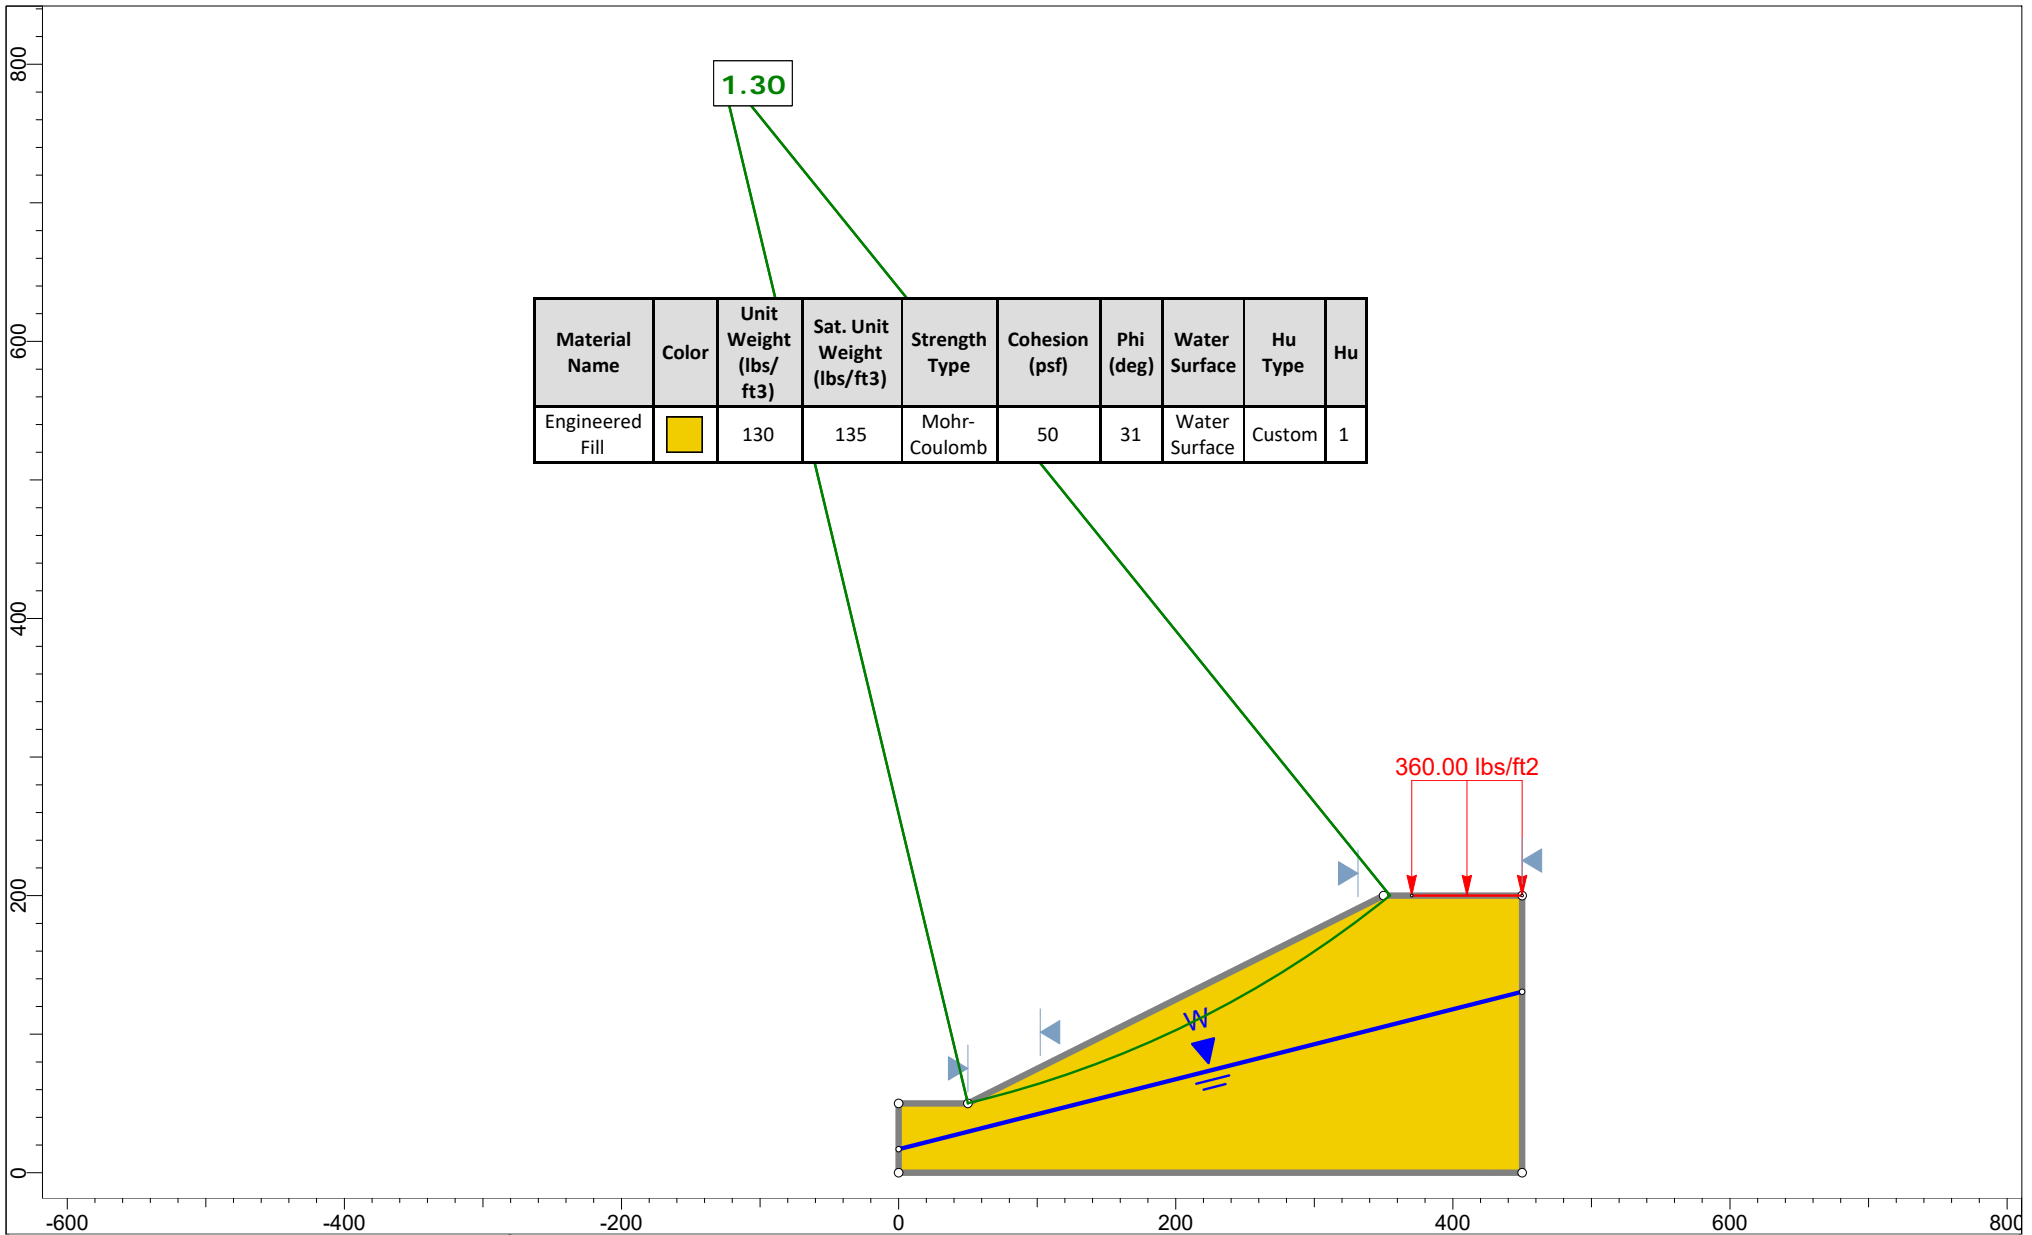 800
600
400
200
0
1.30
Material Name
Color
Unit Weight (lbs/ ft3)
Sat. Unit Weight (lbs/ft3)
Strength Type
Cohesion (psf)
Phi (deg)
Water Surface
Hu Type
Hu
Engineered Fill
130
135
Mohr-Coulomb
50
31
Water Surface
Custom
1
360.00 lbs/ft2
W
-600
-400
-200
0
200
400
600
800